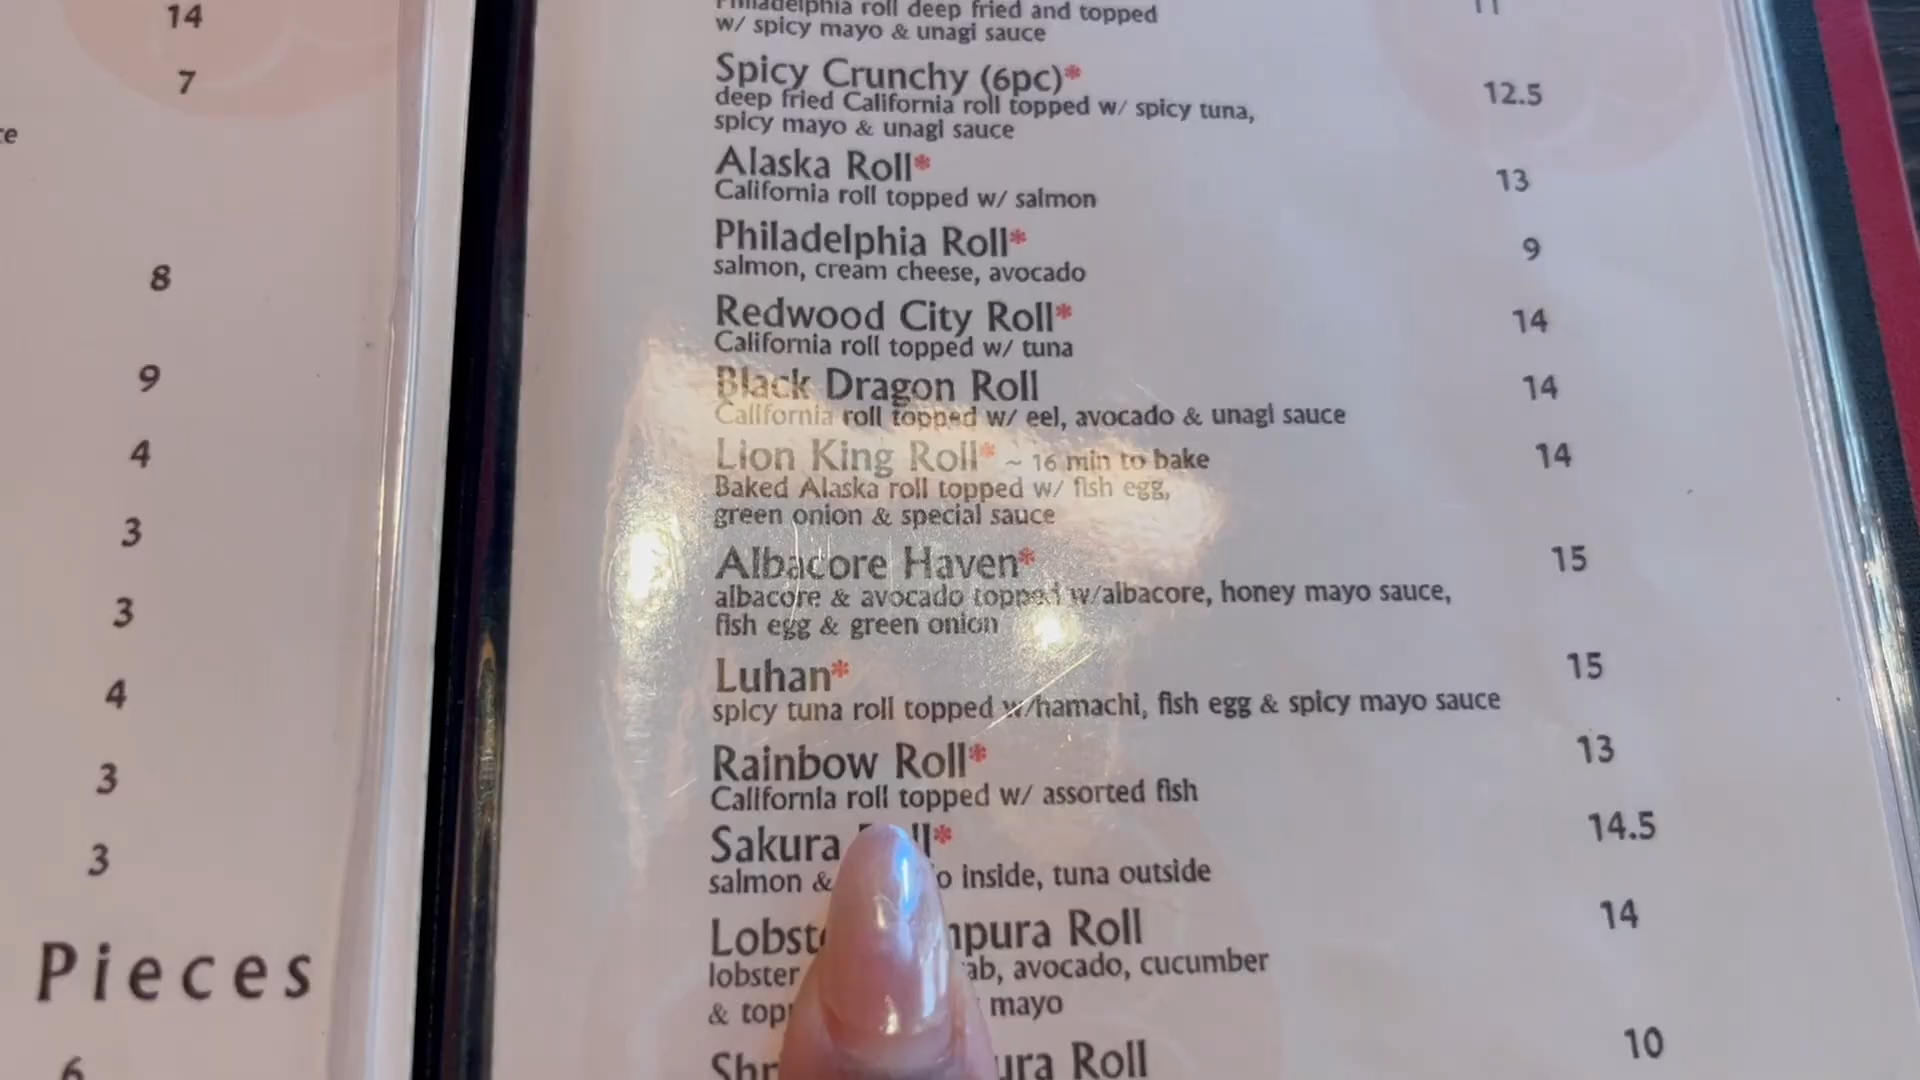 14
7
ce
8
9
4
3
3
4
3
3
Pieces
6
Philadelphia roll deep fried and topped
w/ spicy mayo & unagi sauce
11
Spicy Crunchy (6pc)*
12.5
deep fried California roll topped w/ spicy tuna,
spicy mayo & unagi sauce
Alaska Roll*
13
California roll topped w/ salmon
Philadelphia Roll*
9
salmon, cream cheese, avocado
Redwood City Roll*
14
California roll topped w/ tuna
Black Dragon Roll
14
California roll topped w/ eel, avocado & unagi sauce
Lion King Roll* ~ 16 min to bake
14
Baked Alaska roll topped w/ fish egg,
green onion & special sauce
Albacore Haven*
15
albacore & avocado topped w/albacore, honey mayo sauce,
fish egg & green onion
Luhan*
15
spicy tuna roll topped w/hamachi, fish egg & spicy mayo sauce
Rainbow Roll*
13
California roll topped w/ assorted fish
Sakura Roll*
14.5
salmon & inside, tuna outside
Roll
14
lobster avocado, cucumber
& mayo
Roll
10